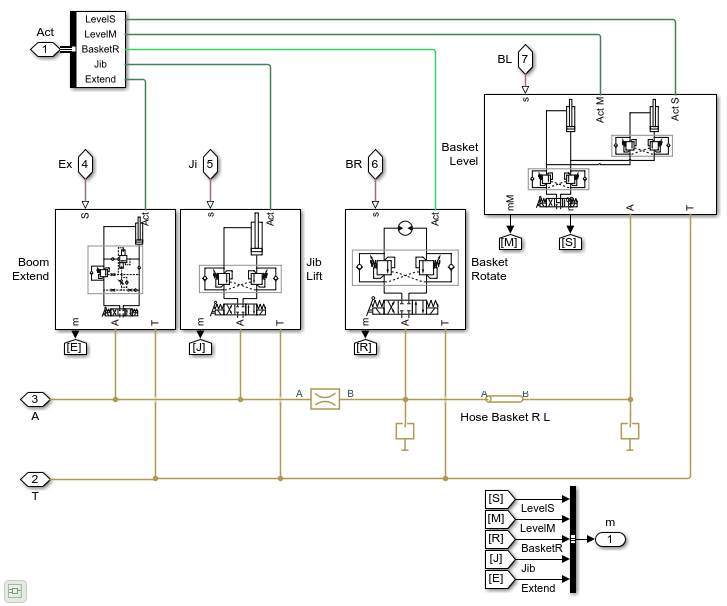 LevelS
Act
LevelM
1
BasketR
Jib
Extend
BL
7
s
Act M
Act S
Basket
Level
Ex
4
Ji
5
BR
6
mM
m
A
T
[M]
[S]
S
Act
s
Act
s
Act
Boom
Extend
Jib
Lift
Basket
Rotate
m
A
T
m
A
T
m
A
T
[E]
[J]
[R]
3
A
A
B
A
B
Hose Basket R L
2
T
[S]
LevelS
[M]
LevelM
m
[R]
BasketR
1
[J]
Jib
[E]
Extend